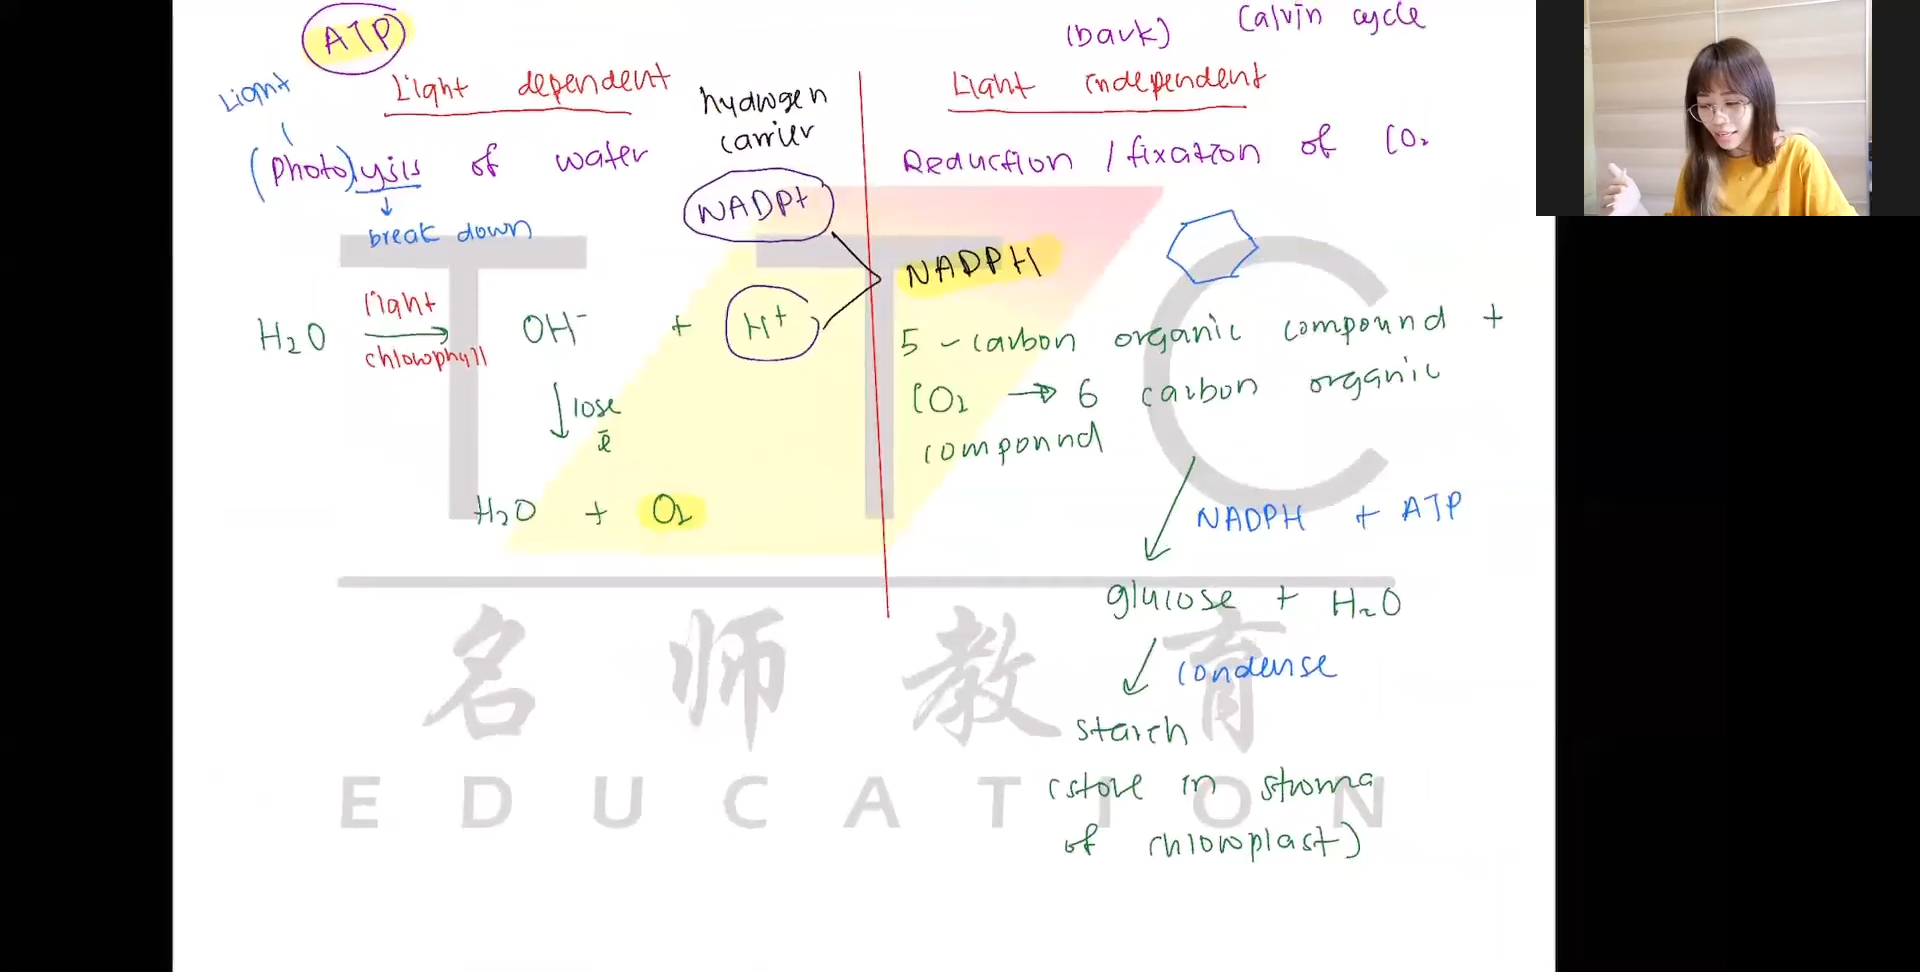 ATP
(Dark) Calvin cycle
Light
Light dependent
hydrogen carrier
Light independent
(Photo)lysis of water
Reduction / fixation of CO₂
↓
break down
NADP+
NADPH
H₂O light → chlorophyll OH⁻ + H⁺
↓ lose ē
H₂O + O₂
5-carbon organic compound +
CO₂ → 6 carbon organic
compound
NADPH + ATP
glucose + H₂O
condense
starch
(store in stroma
of chloroplast)
TTC
名师教育
EDUCATION